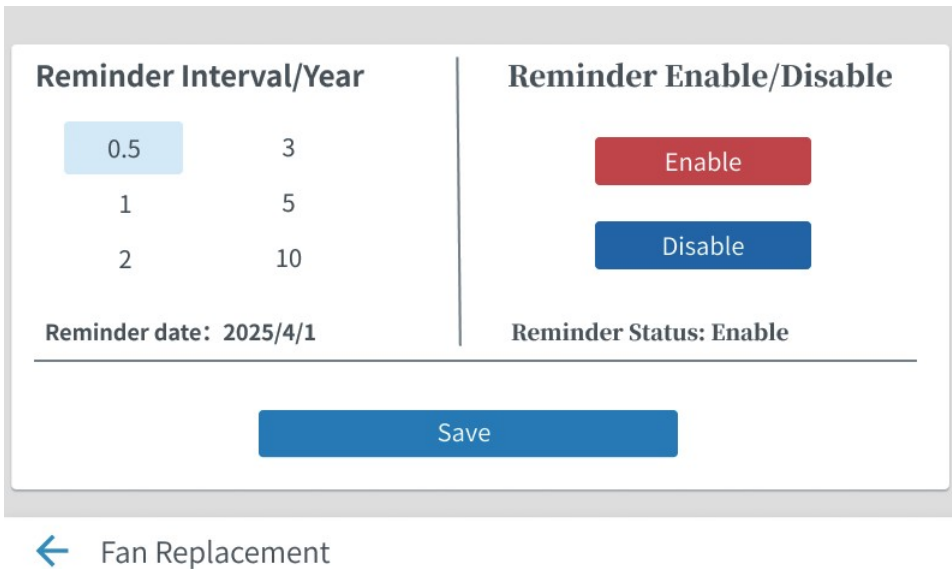 Reminder Interval/Year
0.5 3
1 5
2 10
Reminder date：2025/4/1
Reminder Enable/Disable
Enable
Disable
Reminder Status: Enable
Save
Fan Replacement